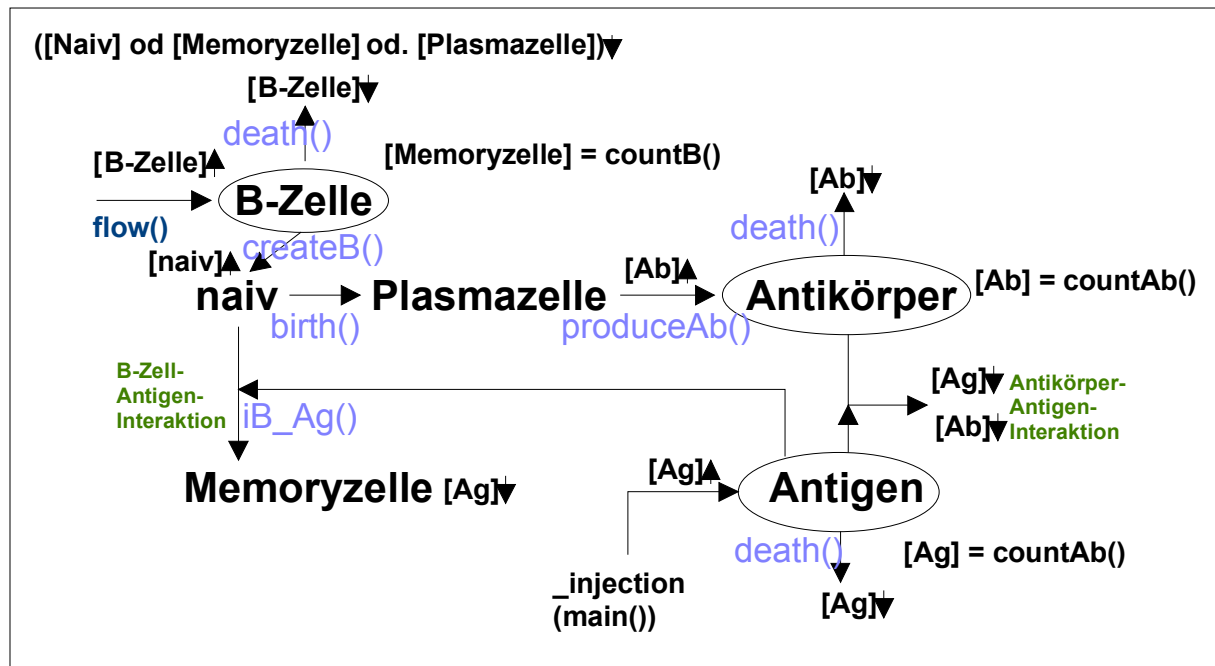 ([Naiv] od [Memoryzelle] od. [Plasmazelle])
[B-Zelle]
death()
[B-Zelle]
[Memoryzelle] = countB()
B-Zelle
flow()
createB()
[naiv]
naiv
birth()
Plasmazelle
[Ab]
produceAb()
[Ab]
death()
Antikörper
[Ab] = countAb()
B-Zell-
Antigen-
Interaktion
iB_Ag()
[Ag]
[Ab]
Antikörper-
Antigen-
Interaktion
Memoryzelle [Ag]
[Ag]
Antigen
death()
[Ag] = countAb()
_injection
(main())
[Ag]